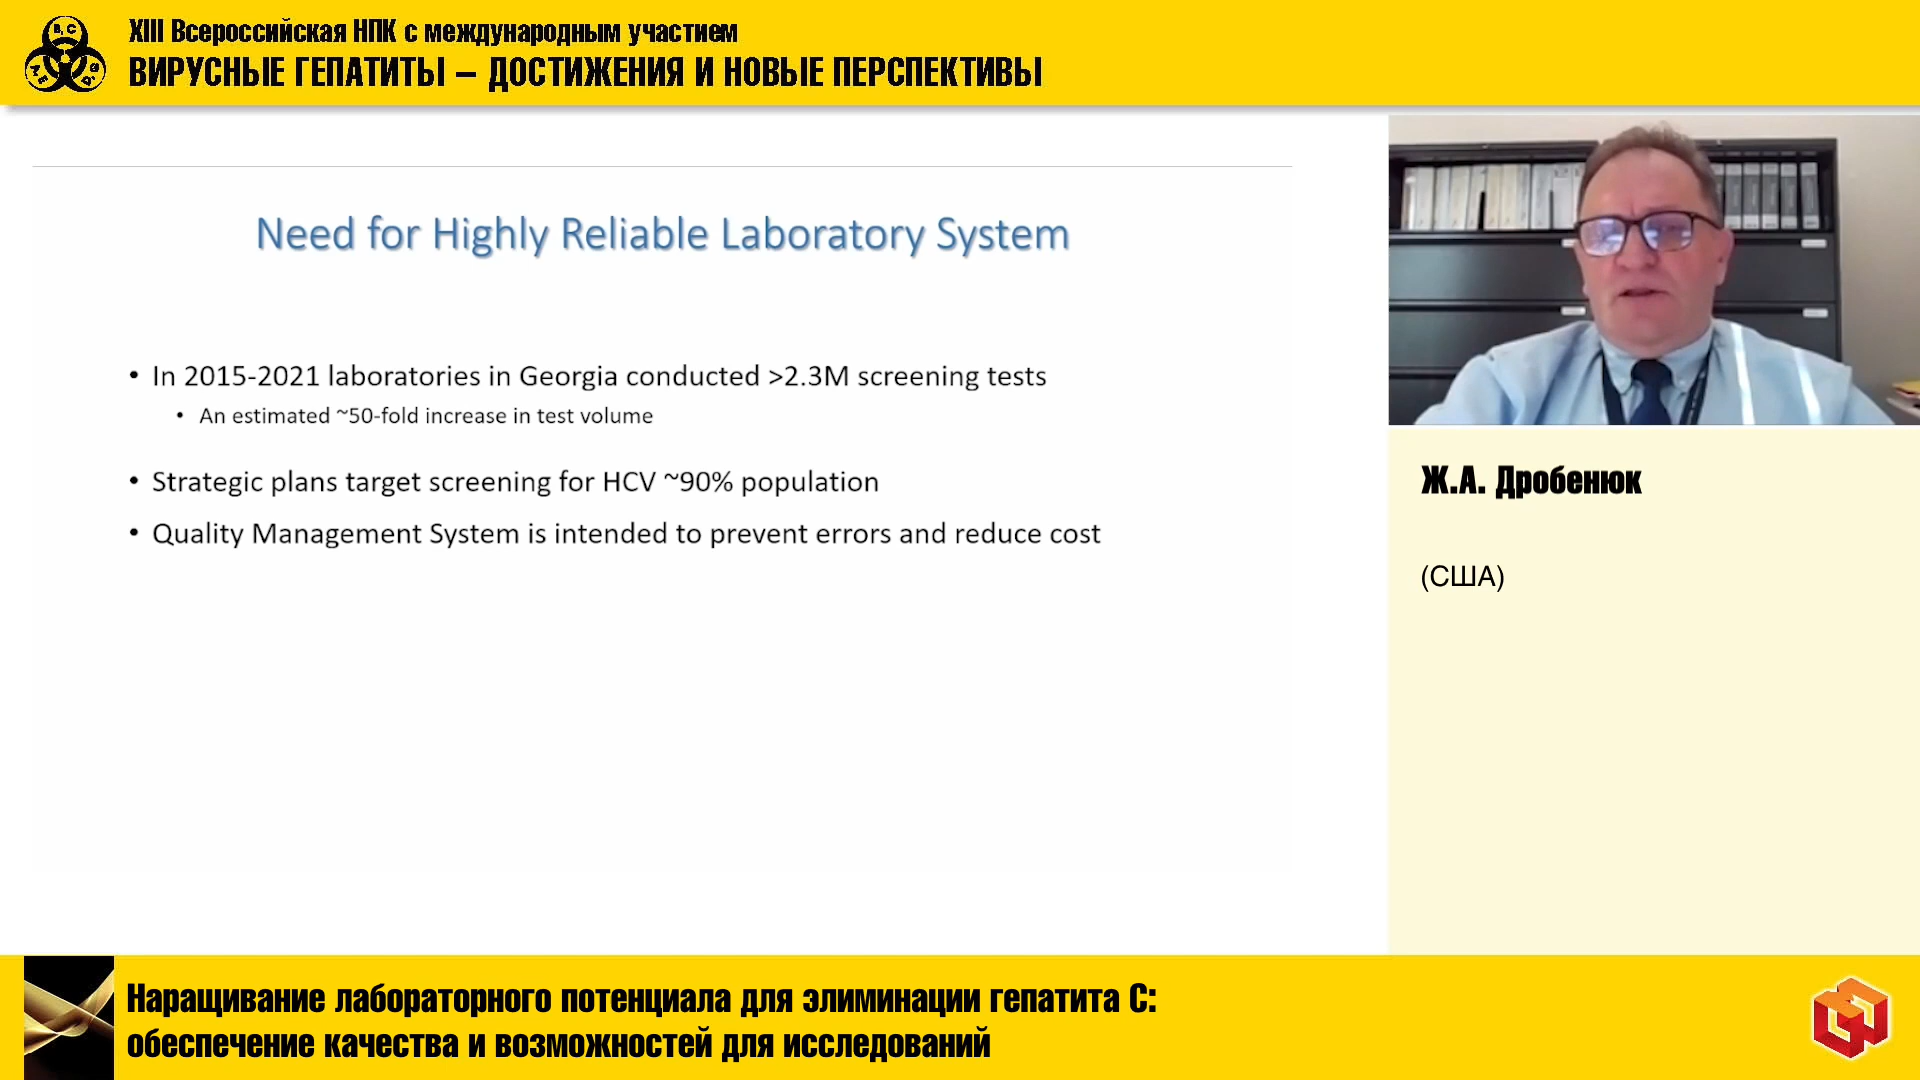 XIII Всероссийская НПК с международным участием
ВИРУСНЫЕ ГЕПАТИТЫ – ДОСТИЖЕНИЯ И НОВЫЕ ПЕРСПЕКТИВЫ
Need for Highly Reliable Laboratory System
• In 2015-2021 laboratories in Georgia conducted >2.3M screening tests
• An estimated ~50-fold increase in test volume
• Strategic plans target screening for HCV ~90% population
• Quality Management System is intended to prevent errors and reduce cost
Ж.А. Дробенюк
(США)
Наращивание лабораторного потенциала для элиминации гепатита С:
обеспечение качества и возможностей для исследований